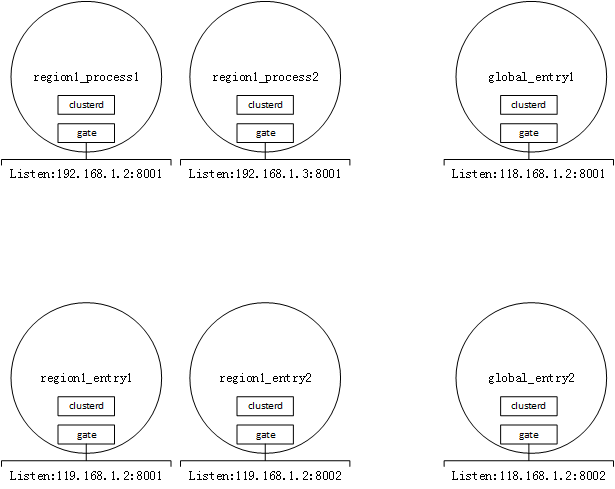 region1_process1
clusterd
gate
Listen:192.168.1.2:8001
region1_process2
clusterd
gate
Listen:192.168.1.3:8001
global_entry1
clusterd
gate
Listen:118.168.1.2:8001
region1_entry1
clusterd
gate
Listen:119.168.1.2:8001
region1_entry2
clusterd
gate
Listen:119.168.1.2:8002
global_entry2
clusterd
gate
Listen:118.168.1.2:8002